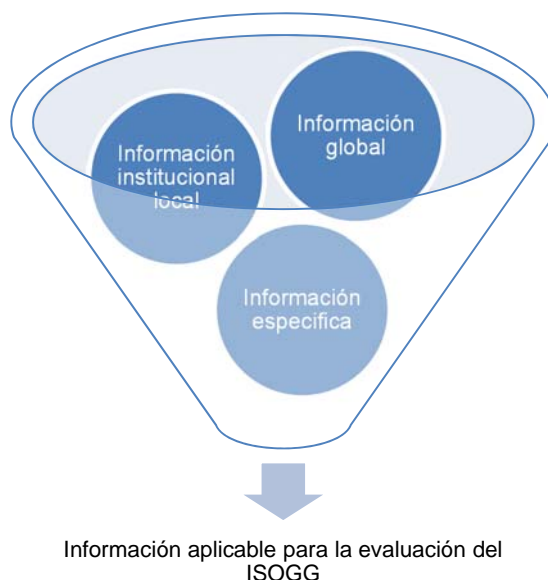 Información
global
Información
institucional
local
Información
especifica
Información aplicable para la evaluación del
ISOGG